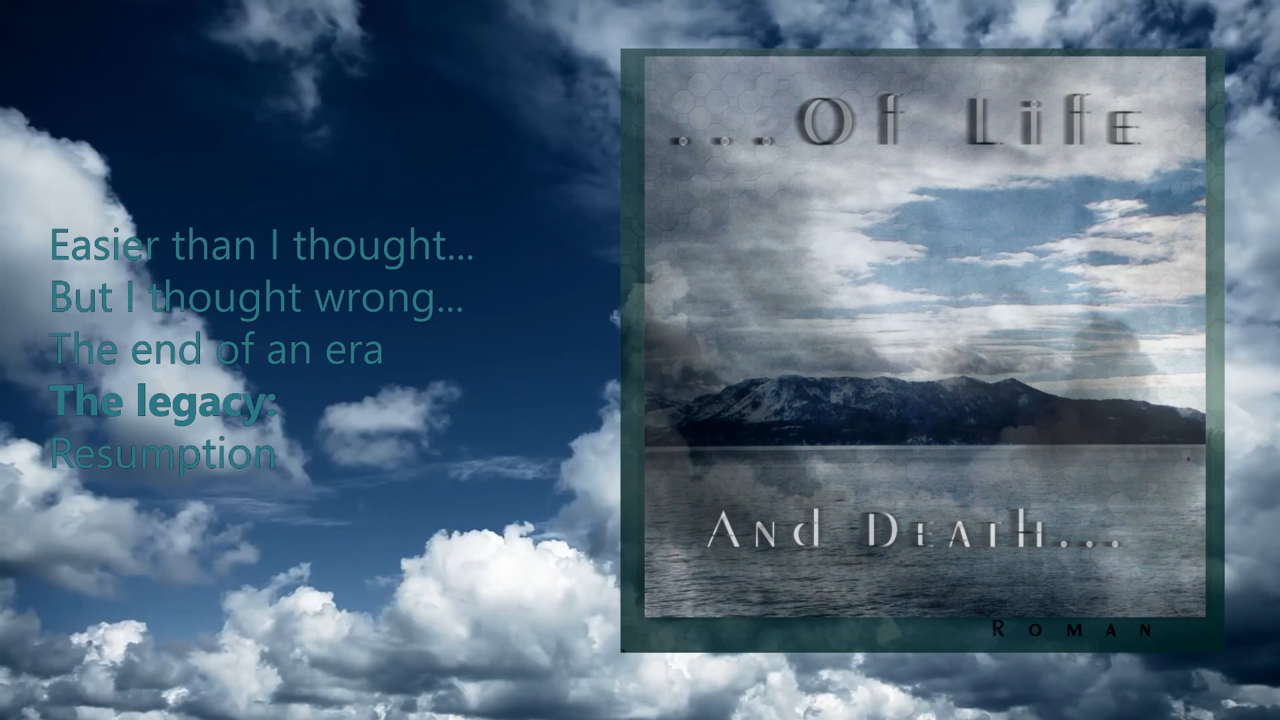 Easier than I thought...
But I thought wrong...
The end of an era
The legacy:
Resumption
...Of Life
And Death...
Roman